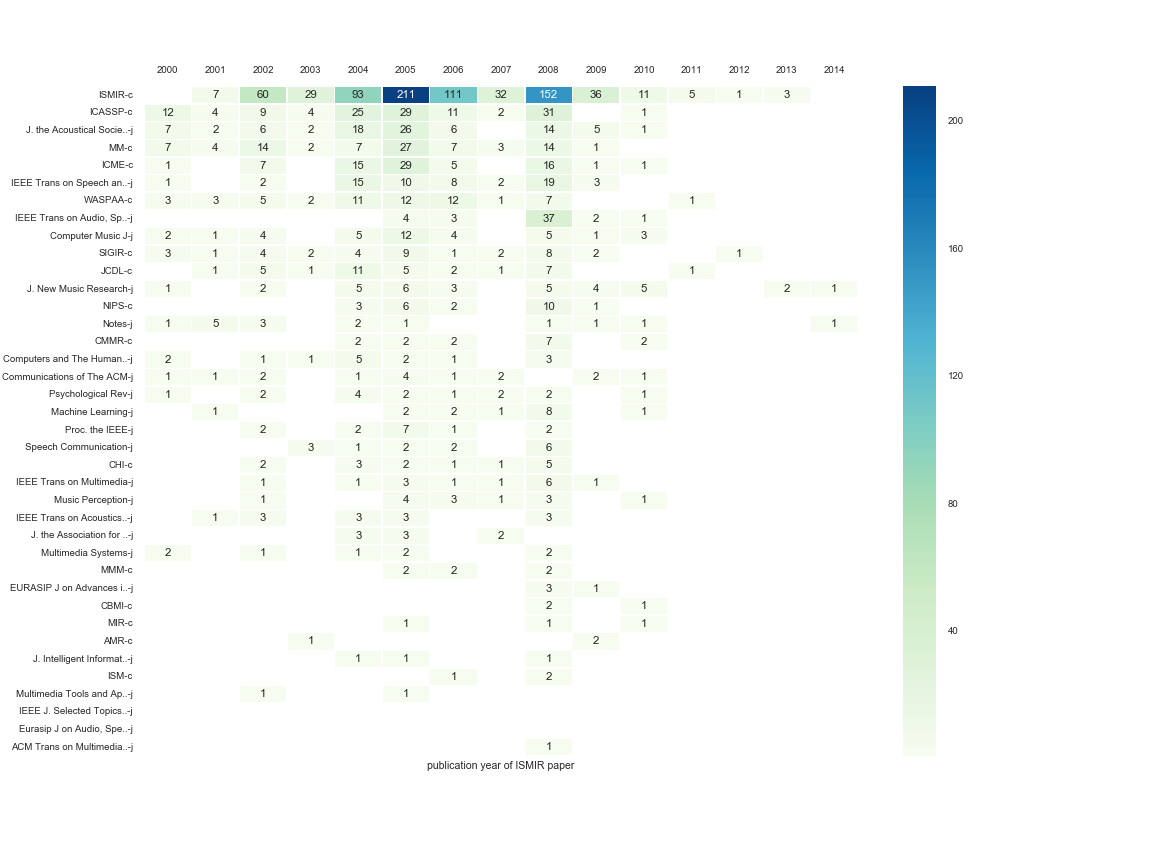 2000 2001 2002 2003 2004 2005 2006 2007 2008 2009 2010 2011 2012 2013 2014
ISMIR-c 7 60 29 93 211 111 32 152 36 11 5 1 3
ICASSP-c 12 4 9 4 25 29 11 2 31 1
J. the Acoustical Socie..-j 7 2 6 2 18 26 6 14 5 1
MM-c 7 4 14 2 7 27 7 3 14 1
ICME-c 1 7 15 29 5 16 1 1
IEEE Trans on Speech an..-j 1 2 15 10 8 2 19 3
WASPAA-c 3 3 5 2 11 12 12 1 7 1
IEEE Trans on Audio, Sp..-j 4 3 37 2 1
Computer Music J-j 2 1 4 5 12 4 5 1 3
SIGIR-c 3 1 4 2 4 9 1 2 8 2 1
JCDL-c 1 5 1 11 5 2 1 7 1
J. New Music Research-j 1 2 5 6 3 5 4 5 2 1
NIPS-c 3 6 2 10 1
Notes-j 1 5 3 2 1 1 1 1 1
CMMR-c 2 2 2 7 2
Computers and The Human..-j 2 1 1 5 2 1 3
Communications of The ACM-j 1 1 2 1 4 1 2 2 1
Psychological Rev-j 1 2 4 2 1 2 2 1
Machine Learning-j 1 2 2 1 8 1
Proc. the IEEE-j 2 2 7 1 2
Speech Communication-j 3 1 2 2 6
CHI-c 2 3 2 1 1 5
IEEE Trans on Multimedia-j 1 1 3 1 1 6 1
Music Perception-j 1 4 3 1 3 1
IEEE Trans on Acoustics..-j 1 3 3 3 3
J. the Association for ..-j 3 3 2
Multimedia Systems-j 2 1 1 2 2
MMM-c 2 2 2
EURASIP J on Advances i..-j 3 1
CBMI-c 2 1
MIR-c 1 1 1
AMR-c 1 2
J. Intelligent Informat..-j 1 1 1
ISM-c 1 2
Multimedia Tools and Ap..-j 1 1
IEEE J. Selected Topics..-j
Eurasip J on Audio, Spe..-j
ACM Trans on Multimedia..-j 1
publication year of ISMIR paper
200
160
120
80
40